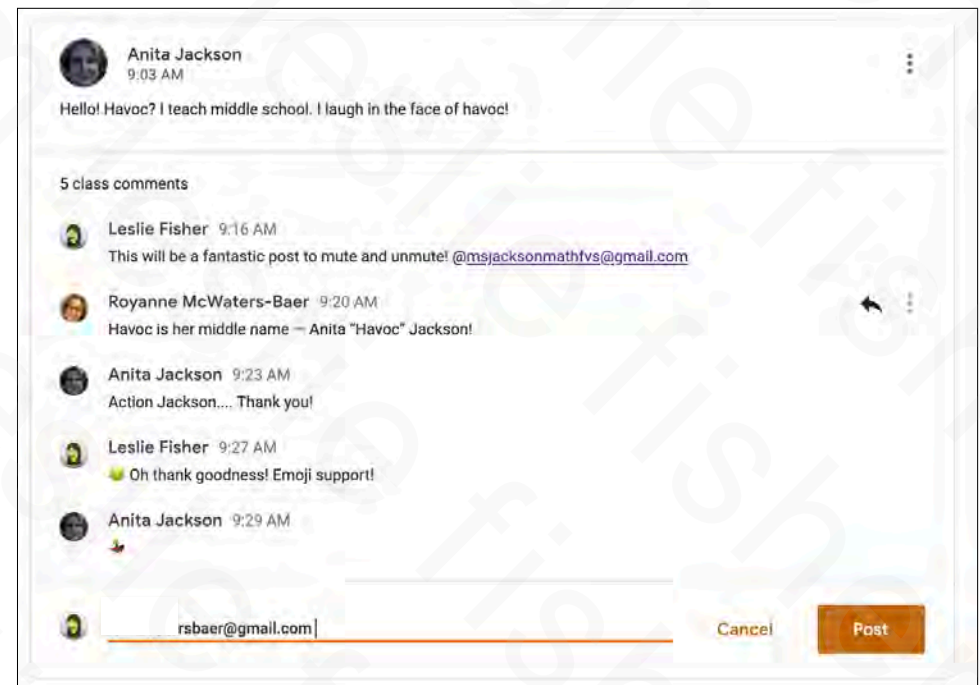 Anita Jackson
9:03 AM
Hello! Havoc? I teach middle school. I laugh in the face of havoc!
5 class comments
Leslie Fisher 9:16 AM
This will be a fantastic post to mute and unmute! @msjacksonmathfvs@gmail.com
Royanne McWaters-Baer 9:20 AM
Havoc is her middle name — Anita "Havoc" Jackson!
Anita Jackson 9:23 AM
Action Jackson.... Thank you!
Leslie Fisher 9:27 AM
Oh thank goodness! Emoji support!
Anita Jackson 9:29 AM
rsbaer@gmail.com
Cancel
Post
leslie fisher